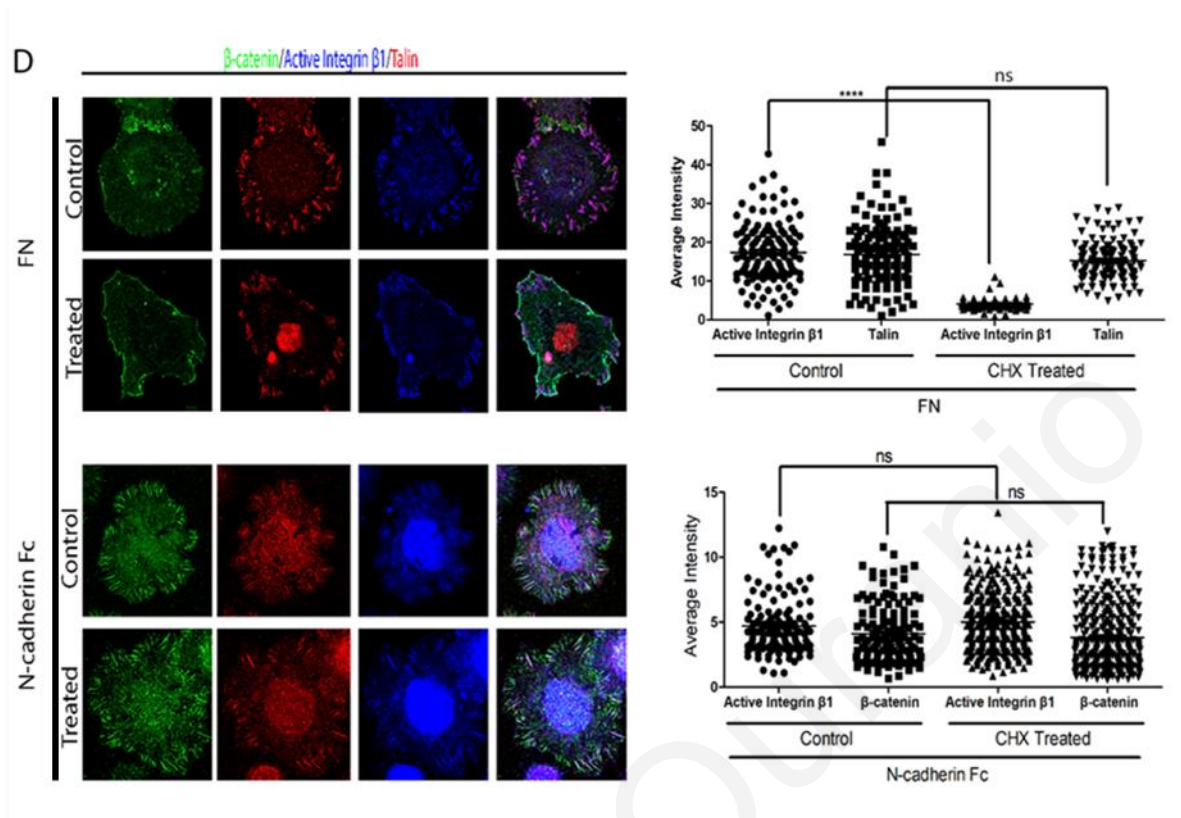 D
β-catenin/Active Integrin β1/Talin
FN
Control
Treated
N-cadherin Fc
Control
Treated
ns
****
Average Intensity
50
40
30
20
10
0
Active Integrin β1 Talin Active Integrin β1 Talin
Control CHX Treated
FN
ns
ns
Average Intensity
15
10
5
0
Active Integrin β1 β-catenin Active Integrin β1 β-catenin
Control CHX Treated
N-cadherin Fc
Ouranio